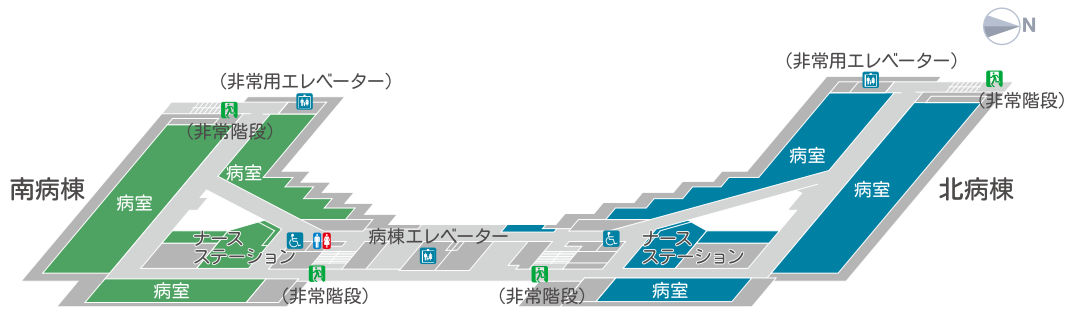 N
（非常用エレベーター）
（非常用エレベーター）
（非常階段）
（非常階段）
病室
病室
南病棟
病室
病室
北病棟
ナース
ステーション
病棟エレベーター
ナース
ステーション
病室
（非常階段）
（非常階段）
病室